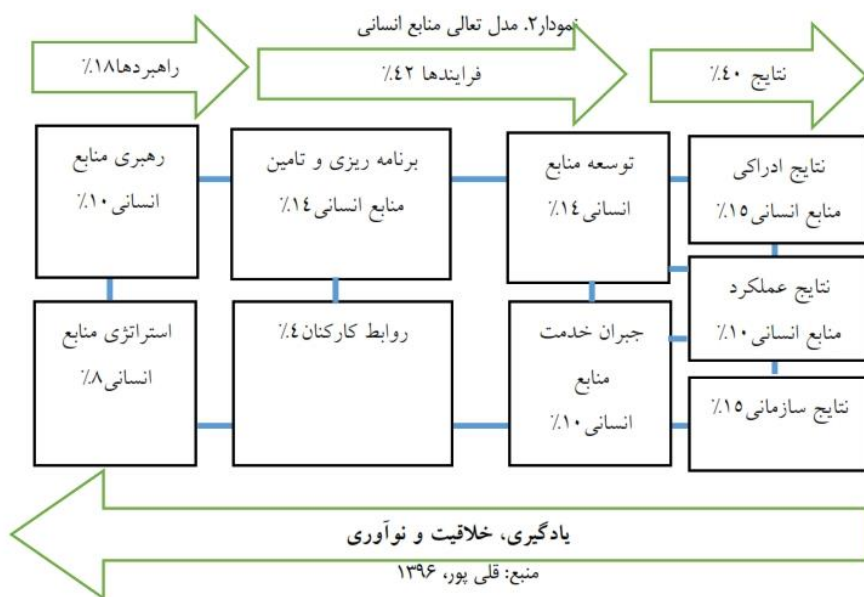 نمودار۲. مدل تعالی منابع انسانی
راهبردها۱۸٪
فرایندها ۴۲٪
نتایج ۴۰٪
رهبری منابع
انسانی۱۰٪
برنامه ریزی و تامین
منابع انسانی۱۴٪
توسعه منابع
انسانی۱۴٪
نتایج ادراکی
منابع انسانی۱۵٪
استراتژی منابع
انسانی۸٪
روابط کارکنان۴٪
جبران خدمت
منابع
انسانی۱۰٪
نتایج عملکرد
منابع انسانی۱۰٪
نتایج سازمانی۱۵٪
یادگیری، خلاقیت و نوآوری
منبع: قلی پور، ۱۳۹۶